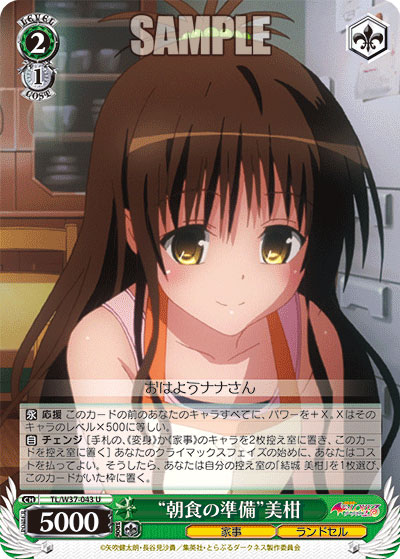 LEVEL
2
1
COST
SAMPLE
おはようナナさん
永 応援 このカードの前のあなたのキャラすべてに、パワーを＋X。Xはそ
のキャラのレベル×500に等しい。
自 チェンジ ［手札の、《変身》か《家事》のキャラを2枚控え室に置き、このカー
ドを控え室に置く］ あなたのクライマックスフェイズの始めに、あなたはコスト
を払ってよい。そうしたら、あなたは自分の控え室の「結城 美柑」を1枚選び、
このカードがいた枠に置く。
CH
TL/W37-043 U
POWER
5000
“朝食の準備”美柑
家事
ランドセル
©矢吹健太朗・長谷見沙貴／集英社・とらぶるダークネス製作委員会